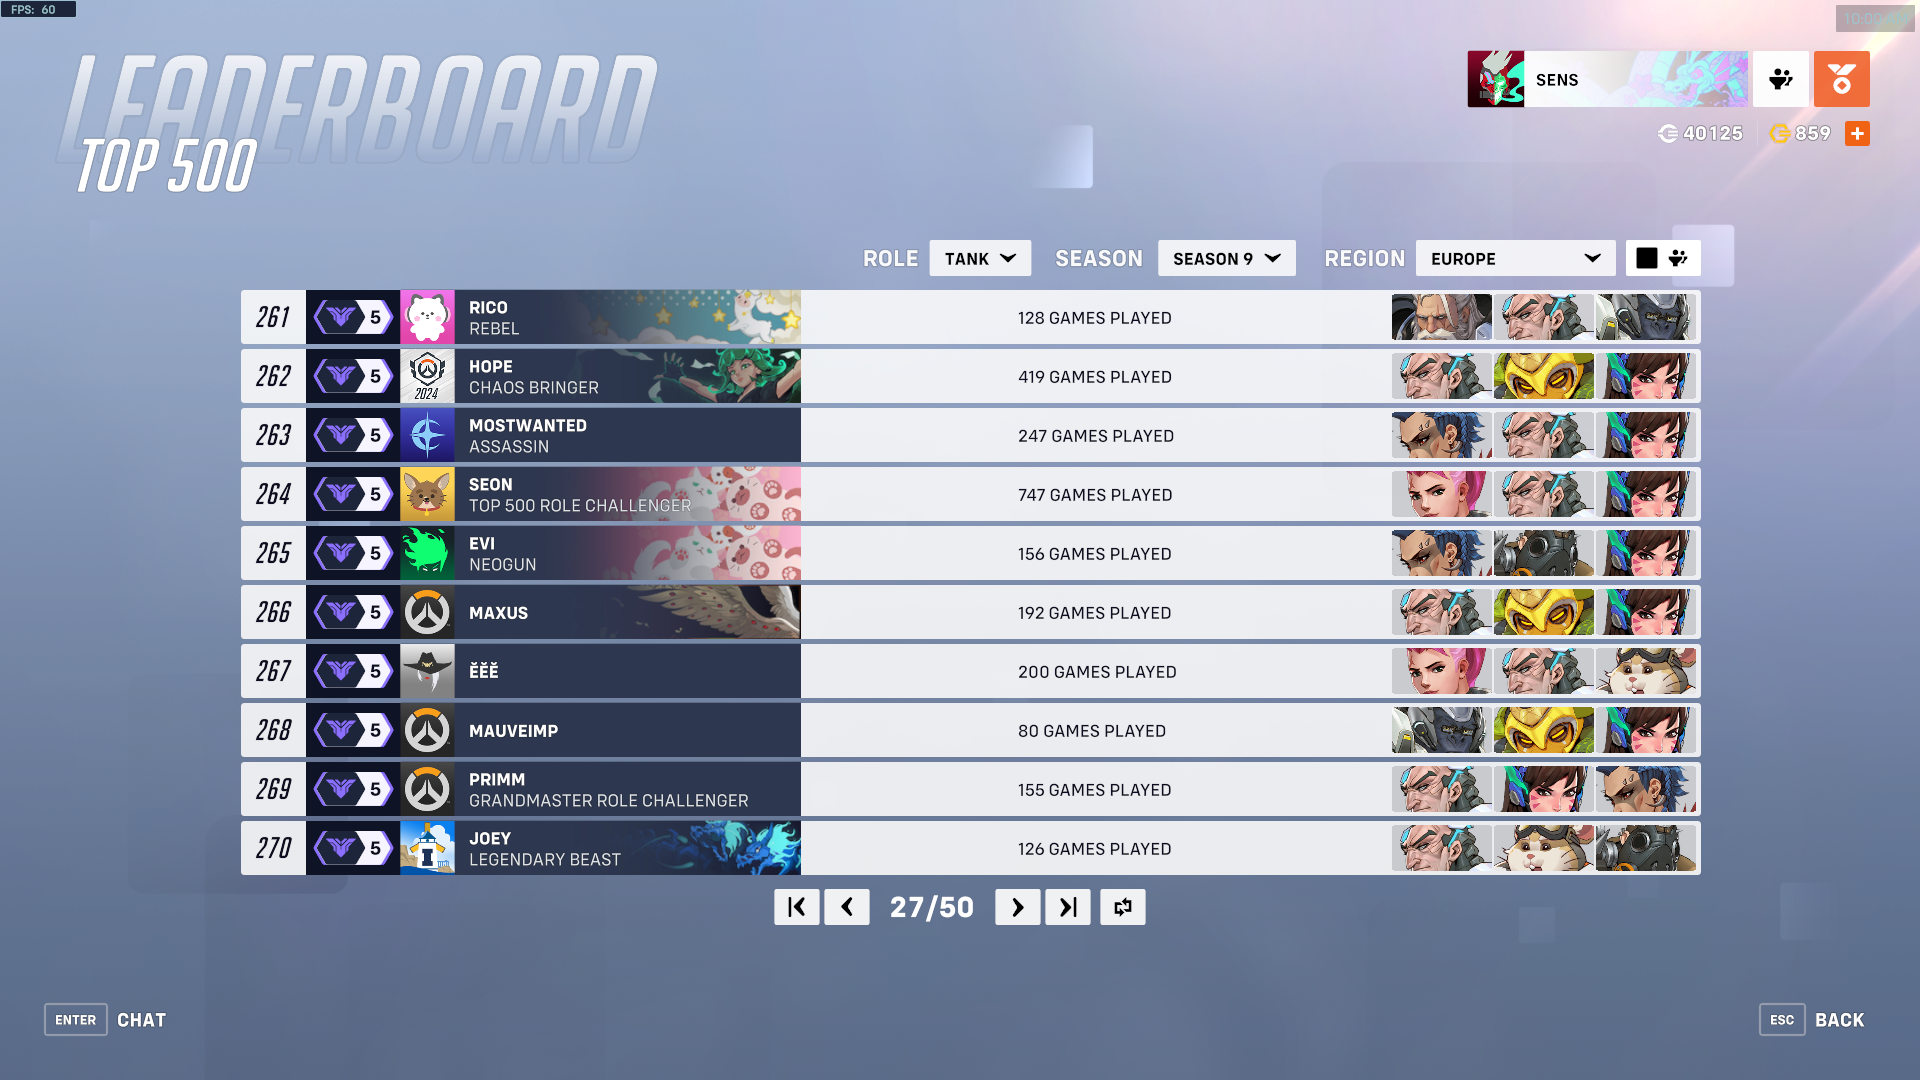 FPS: 60
LEADERBOARD
TOP 500
SENS
40125
859
ROLE TANK SEASON SEASON 9 REGION EUROPE
261 5 RICO 128 GAMES PLAYED
REBEL
262 5 HOPE 419 GAMES PLAYED
2024 CHAOS BRINGER
263 5 MOSTWANTED 247 GAMES PLAYED
ASSASSIN
264 5 SEON 747 GAMES PLAYED
TOP 500 ROLE CHALLENGER
265 5 EVI 156 GAMES PLAYED
NEOGUN
266 5 MAXUS 192 GAMES PLAYED
267 5 ĔĔĔ 200 GAMES PLAYED
268 5 MAUVEIMP 80 GAMES PLAYED
269 5 PRIMM 155 GAMES PLAYED
GRANDMASTER ROLE CHALLENGER
270 5 JOEY 126 GAMES PLAYED
LEGENDARY BEAST
27/50
ENTER CHAT
ESC BACK